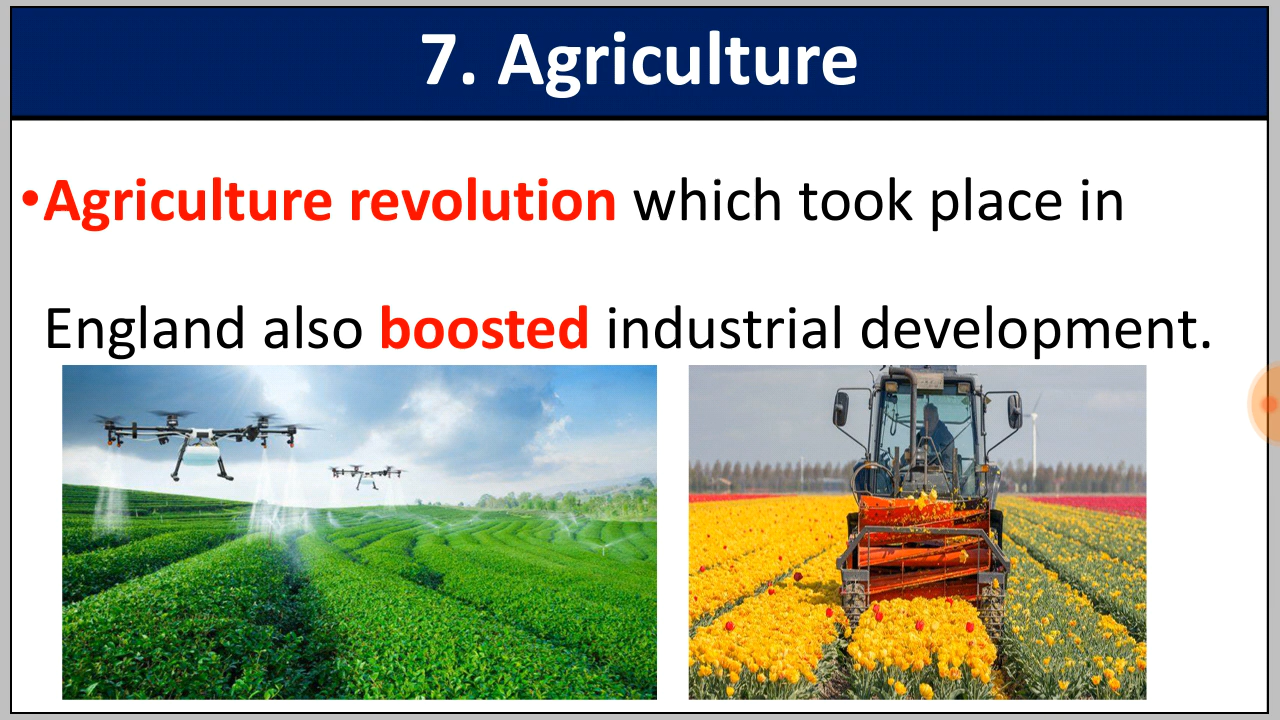 7. Agriculture
•Agriculture revolution which took place in
England also boosted industrial development.